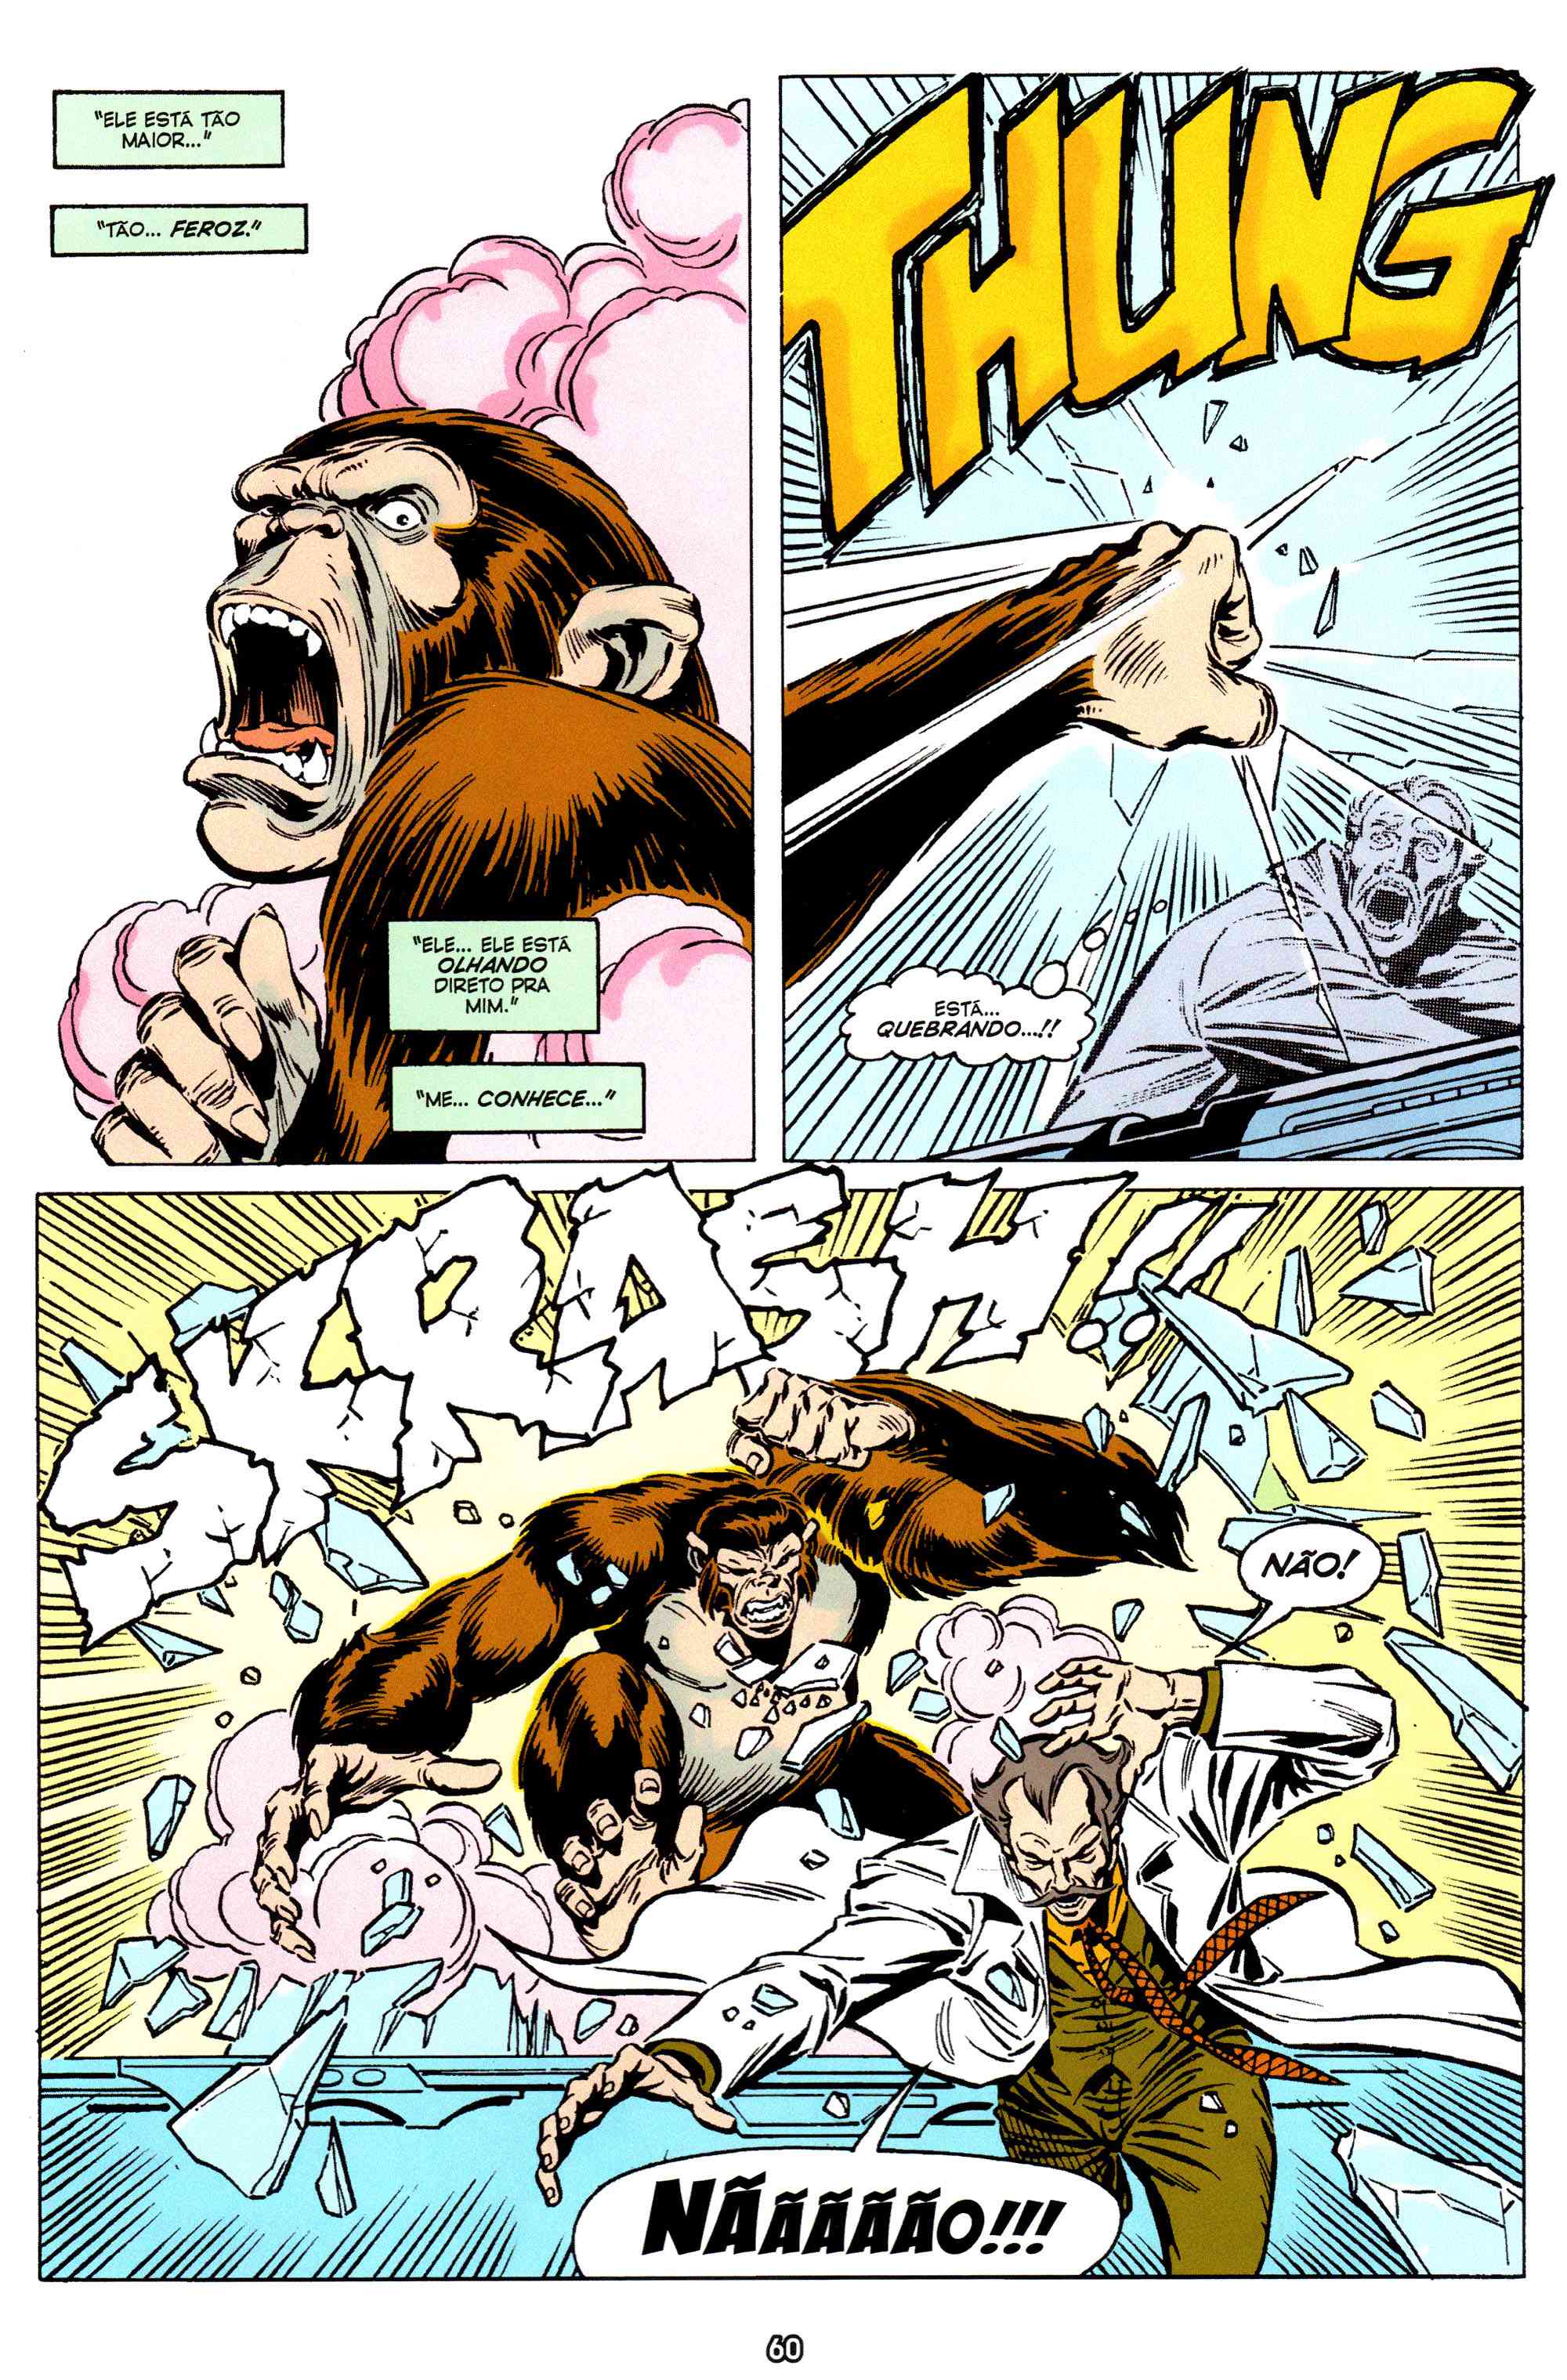 "ELE ESTÁ TÃO
MAIOR..."
"TÃO... FEROZ."
"ELE... ELE ESTÁ
OLHANDO
DIRETO PRA
MIM."
"ME... CONHECE..."
THUNG
ESTÁ...
QUEBRANDO...!!
SKRASH!!
NÃO!
NÃÃÃÃÃO!!!
60